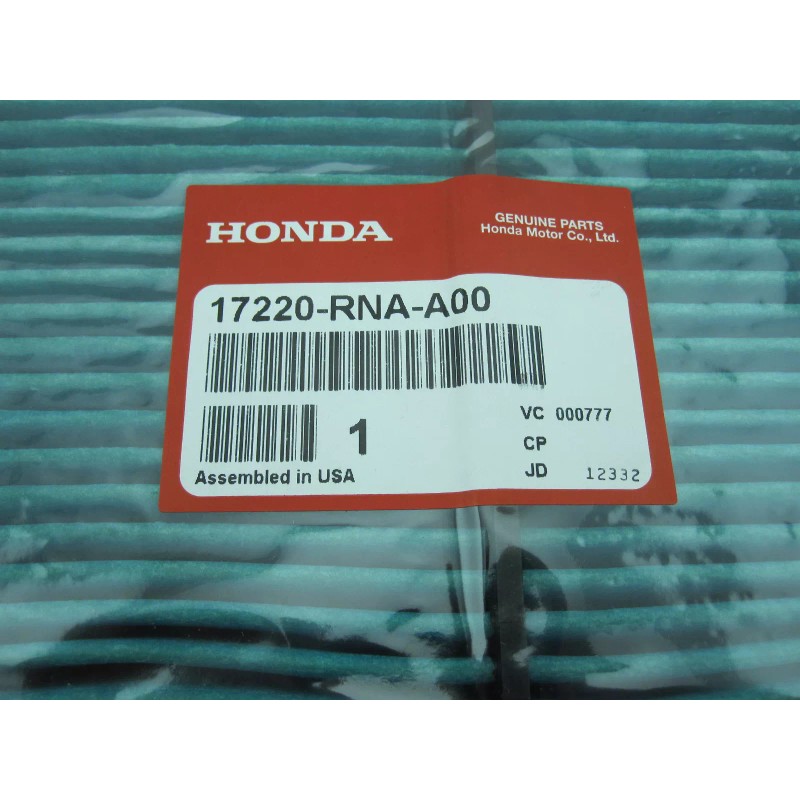 HONDA
GENUINE PARTS
Honda Motor Co., Ltd.
17220-RNA-A00
1
VC 000777
CP
JD 12332
Assembled in USA